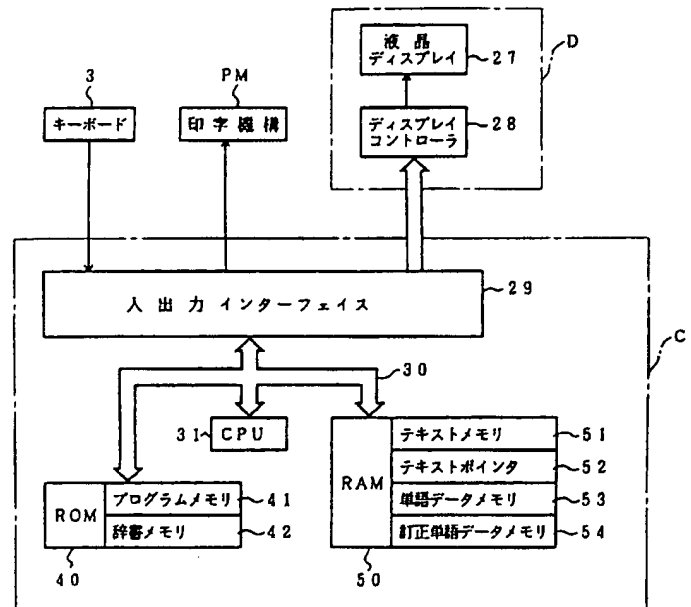 D
液晶
ディスプレイ
27
3
PM
キーボード
印字機構
ディスプレイ
コントローラ
28
入出力インターフェイス
29
C
30
31
CPU
RAM
テキストメモリ
51
テキストポインタ
52
単語データメモリ
53
訂正単語データメモリ
54
50
ROM
プログラムメモリ
41
辞書メモリ
42
40